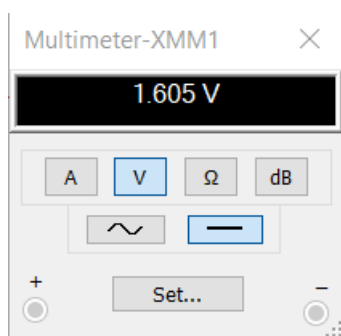 Multimeter-XMM1
1.605 V
A V Ω dB
+ Set... −